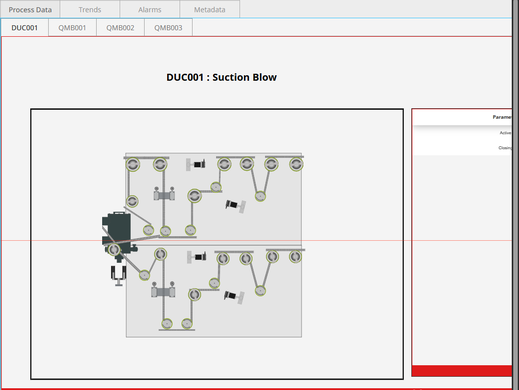 Process Data Trends Alarms Metadata
DUC001 QMB001 QMB002 QMB003
DUC001 : Suction Blow
Parame
Active
Closing